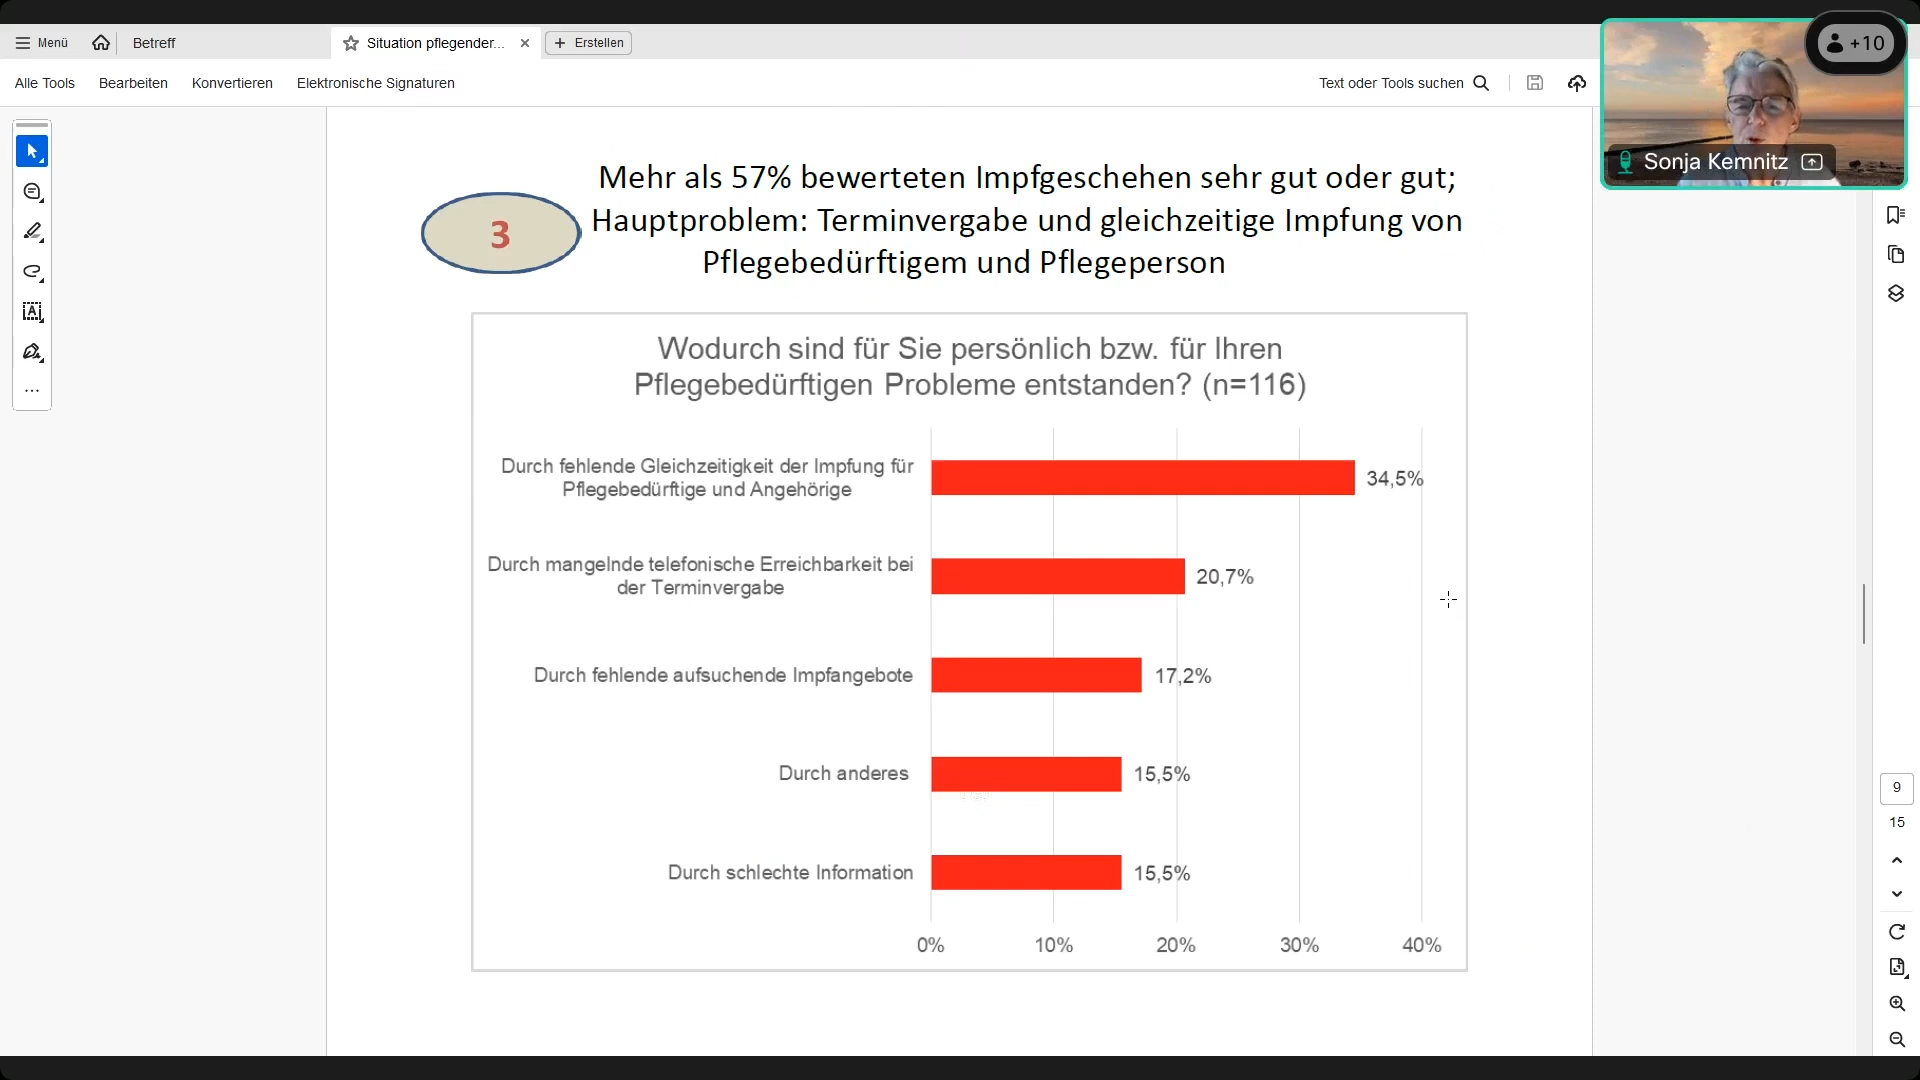 Menü
Betreff
Situation pflegender...
Erstellen
+10
Alle Tools
Bearbeiten
Konvertieren
Elektronische Signaturen
Text oder Tools suchen
Sonja Kemnitz
3
Mehr als 57% bewerteten Impfgeschehen sehr gut oder gut;
Hauptproblem: Terminvergabe und gleichzeitige Impfung von
Pflegebedürftigem und Pflegeperson
Wodurch sind für Sie persönlich bzw. für Ihren
Pflegebedürftigen Probleme entstanden? (n=116)
Durch fehlende Gleichzeitigkeit der Impfung für
Pflegebedürftige und Angehörige
34,5%
Durch mangelnde telefonische Erreichbarkeit bei
der Terminvergabe
20,7%
Durch fehlende aufsuchende Impfangebote
17,2%
Durch anderes
15,5%
Durch schlechte Information
15,5%
0%
10%
20%
30%
40%
9
15